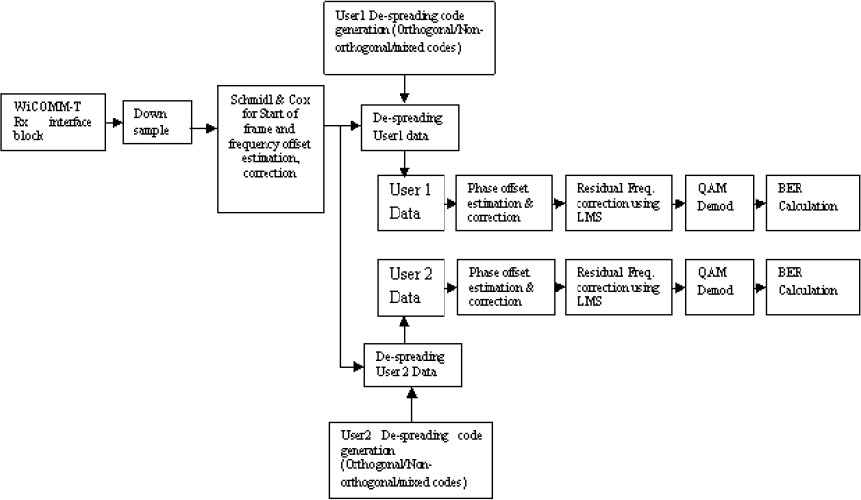 User1 De-spreading code
generation (Orthogonal/Non-
orthogonal/mixed codes)
WiCOMM-T
Rx interface
block
Down
sample
Schmidl & Cox
for Start of
frame and
frequency offset
estimation,
correction
De-spreading
User1 data
User 1
Data
Phase offset
estimation &
correction
Residual Freq.
correction using
LMS
QAM
Demod
BER
Calculation
User 2
Data
Phase offset
estimation &
correction
Residual Freq.
correction using
LMS
QAM
Demod
BER
Calculation
De-spreading
User2 Data
User2 De-spreading code
generation
(Orthogonal/Non-
orthogonal/mixed codes)